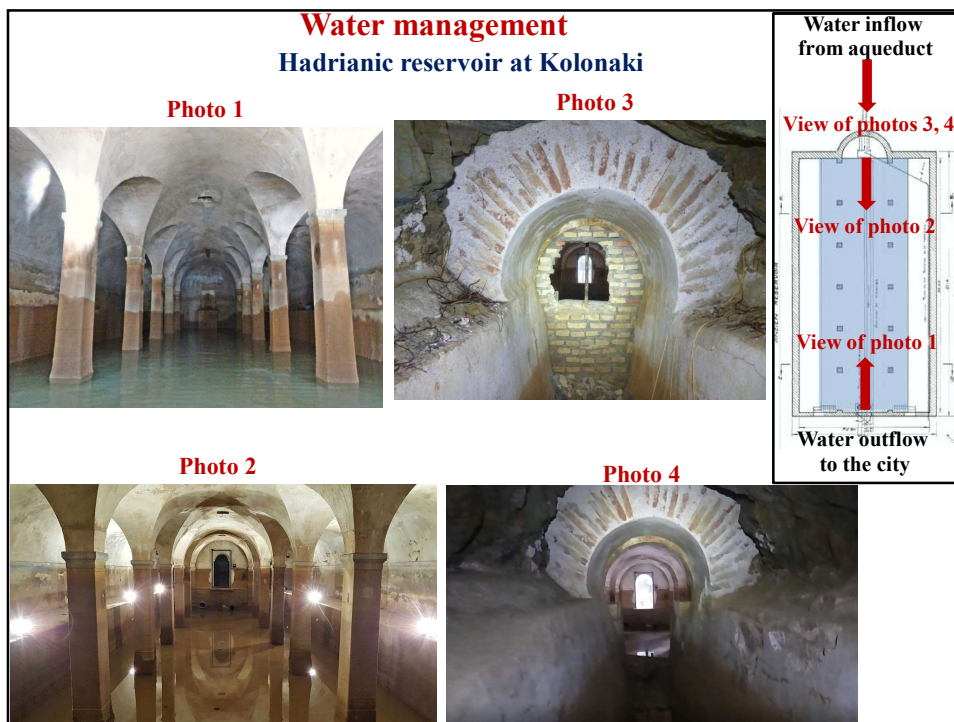 Water management
Hadrianic reservoir at Kolonaki
Photo 1
Photo 3
Photo 2
Photo 4
Water inflow
from aqueduct
View of photos 3, 4
View of photo 2
View of photo 1
Water outflow
to the city